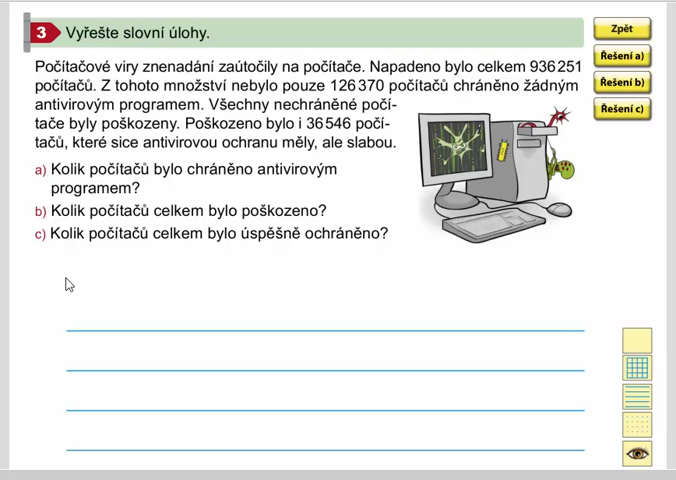 3 Vyřešte slovní úlohy.
Zpět
Řešení a)
Řešení b)
Řešení c)
Počítačové viry znenadání zaútočily na počítače. Napadeno bylo celkem 936 251
počítačů. Z tohoto množství nebylo pouze 126 370 počítačů chráněno žádným
antivirovým programem. Všechny nechráněné počí-
tače byly poškozeny. Poškozeno bylo i 36 546 počí-
tačů, které sice antivirovou ochranu měly, ale slabou.
a) Kolik počítačů bylo chráněno antivirovým
programem?
b) Kolik počítačů celkem bylo poškozeno?
c) Kolik počítačů celkem bylo úspěšně ochráněno?